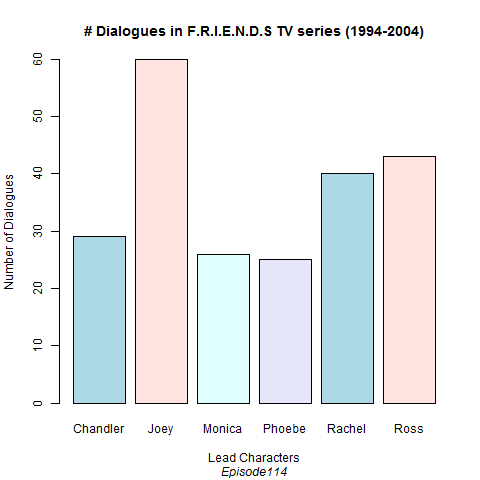 # Dialogues in F.R.I.E.N.D.S TV series (1994-2004)
Number of Dialogues
60
50
40
30
20
10
0
Chandler Joey Monica Phoebe Rachel Ross
Lead Characters
Episode114